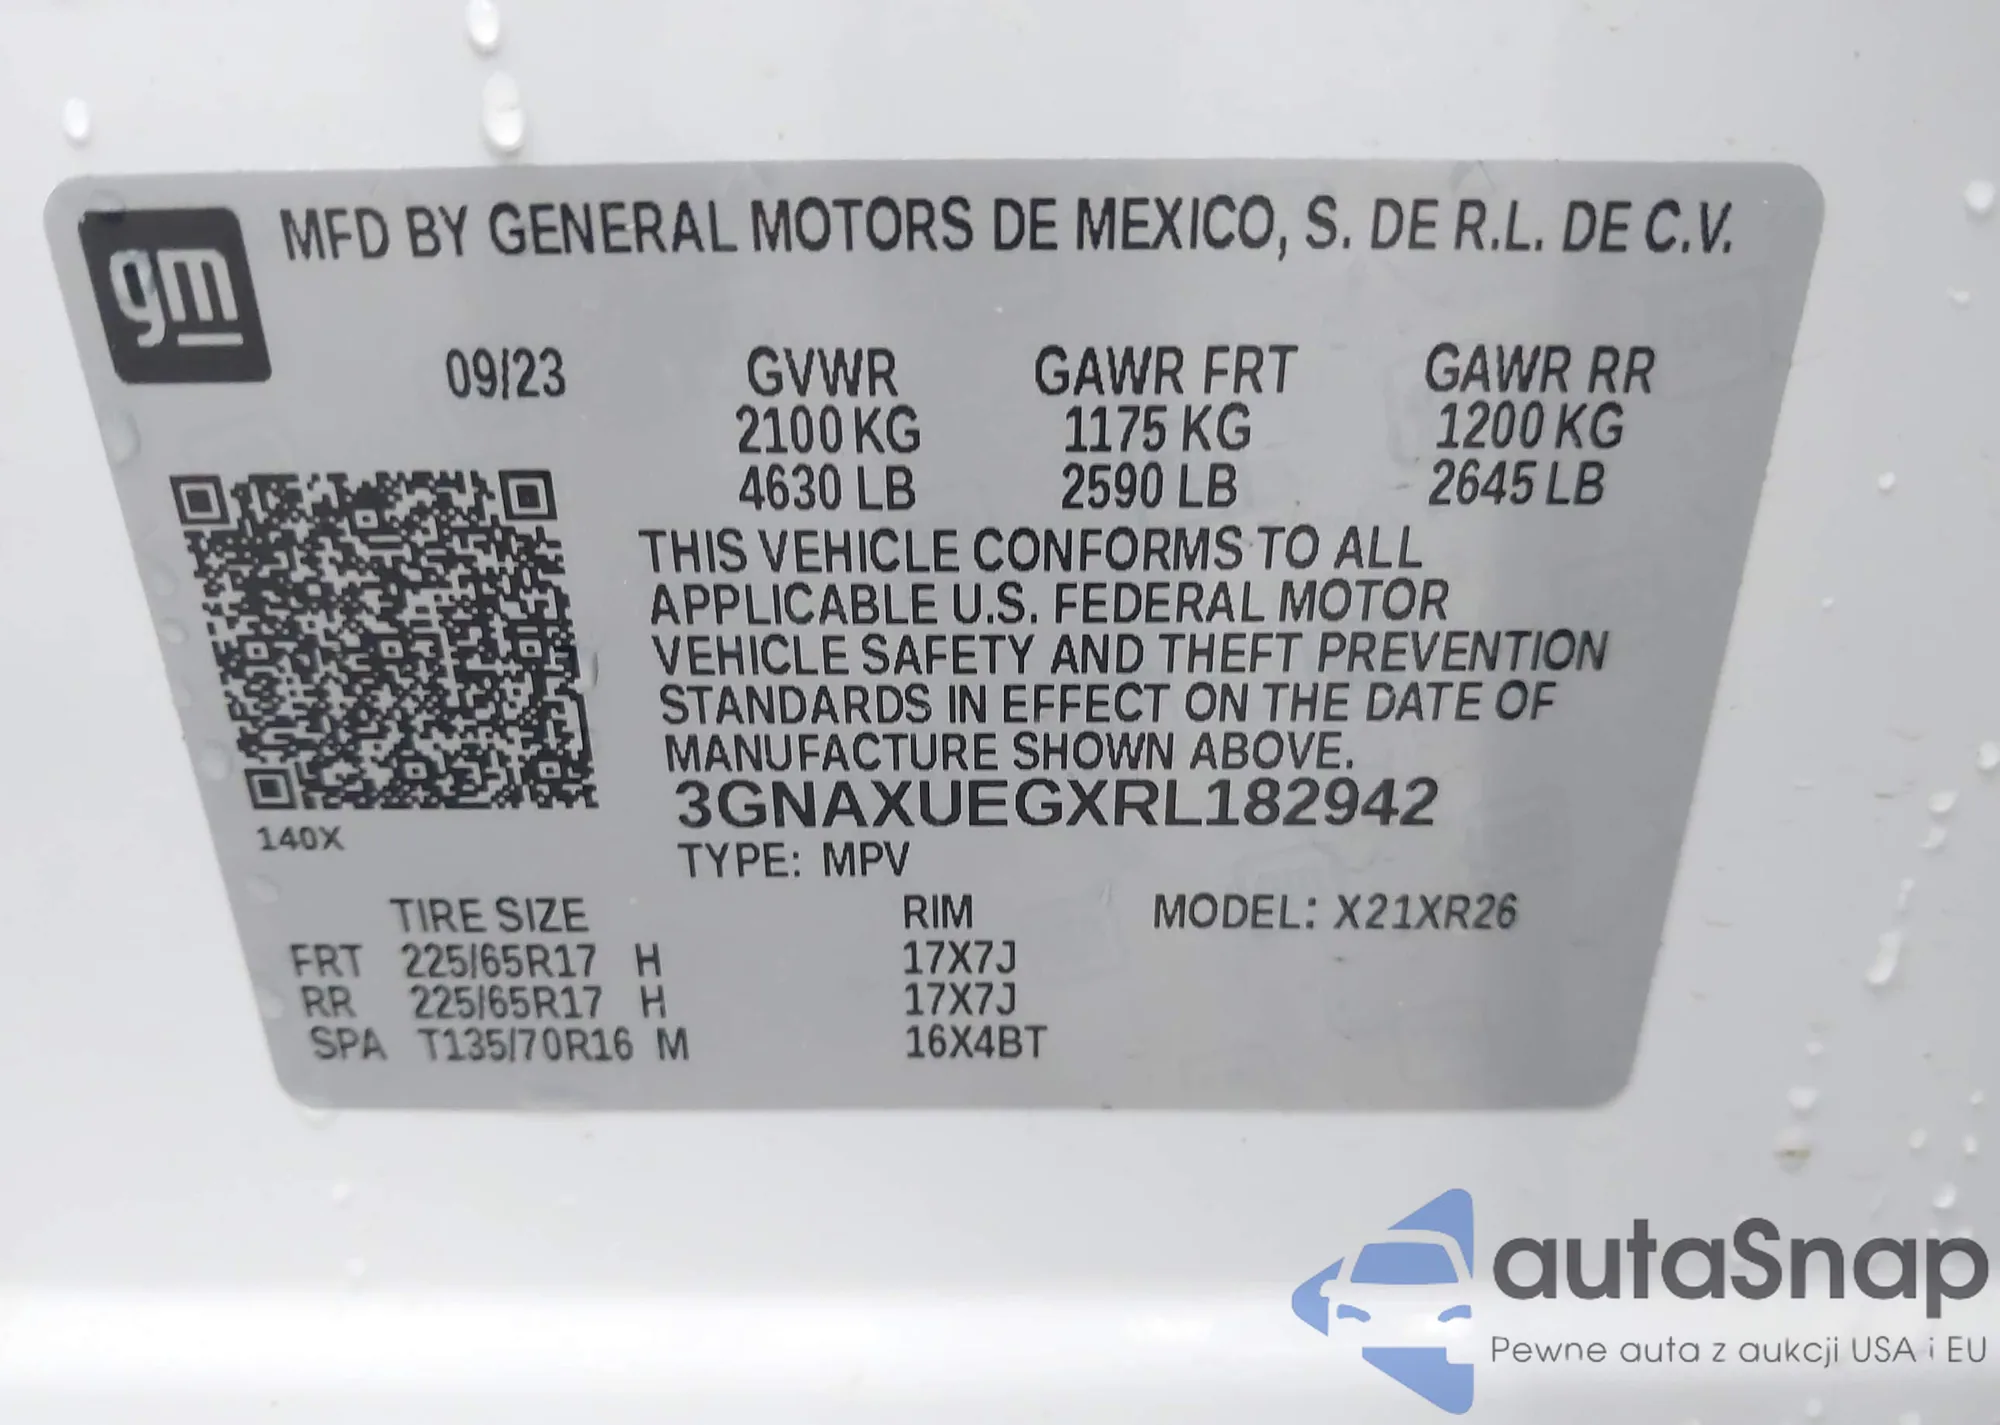 gm
MFD BY GENERAL MOTORS DE MEXICO, S. DE R.L. DE C.V.
09/23 GVWR GAWR FRT GAWR RR
2100 KG 1175 KG 1200 KG
4630 LB 2590 LB 2645 LB
THIS VEHICLE CONFORMS TO ALL
APPLICABLE U.S. FEDERAL MOTOR
VEHICLE SAFETY AND THEFT PREVENTION
STANDARDS IN EFFECT ON THE DATE OF
MANUFACTURE SHOWN ABOVE.
3GNAXUEGXRL182942
140X
TYPE: MPV
TIRE SIZE RIM MODEL: X21XR26
FRT 225/65R17 H 17X7J
RR 225/65R17 H 17X7J
SPA T135/70R16 M 16X4BT
autaSnap
Pewne auta z aukcji USA i EU